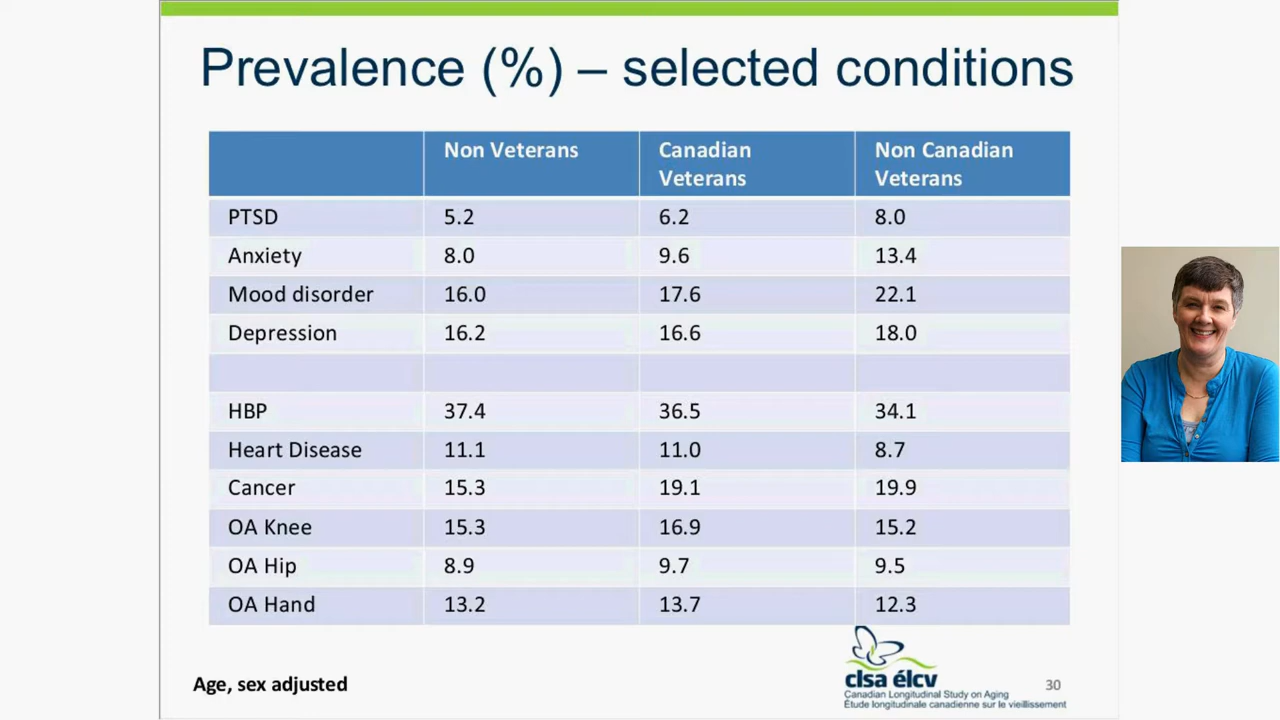 Prevalence (%) – selected conditions
Non Veterans Canadian Veterans Non Canadian Veterans
PTSD 5.2 6.2 8.0
Anxiety 8.0 9.6 13.4
Mood disorder 16.0 17.6 22.1
Depression 16.2 16.6 18.0
HBP 37.4 36.5 34.1
Heart Disease 11.1 11.0 8.7
Cancer 15.3 19.1 19.9
OA Knee 15.3 16.9 15.2
OA Hip 8.9 9.7 9.5
OA Hand 13.2 13.7 12.3
Age, sex adjusted
clsa élcv
Canadian Longitudinal Study on Aging
Étude longitudinale canadienne sur le vieillissement
30